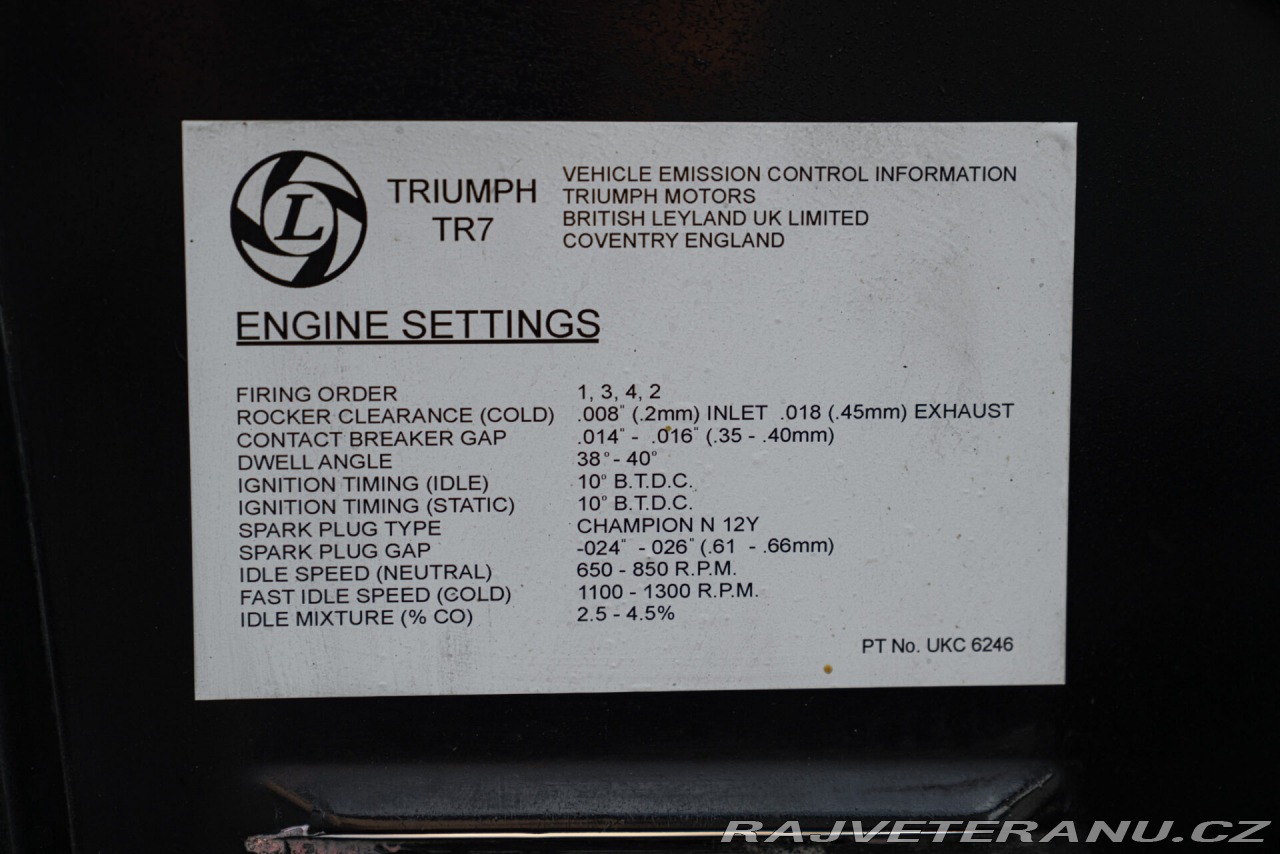 L
TRIUMPH
TR7
VEHICLE EMISSION CONTROL INFORMATION
TRIUMPH MOTORS
BRITISH LEYLAND UK LIMITED
COVENTRY ENGLAND
ENGINE SETTINGS
FIRING ORDER 1, 3, 4, 2
ROCKER CLEARANCE (COLD) .008" (.2mm) INLET .018 (.45mm) EXHAUST
CONTACT BREAKER GAP .014" - .016" (.35 - .40mm)
DWELL ANGLE 38° - 40°
IGNITION TIMING (IDLE) 10° B.T.D.C.
IGNITION TIMING (STATIC) 10° B.T.D.C.
SPARK PLUG TYPE CHAMPION N 12Y
SPARK PLUG GAP -024" - 026" (.61 - .66mm)
IDLE SPEED (NEUTRAL) 650 - 850 R.P.M.
FAST IDLE SPEED (COLD) 1100 - 1300 R.P.M.
IDLE MIXTURE (% CO) 2.5 - 4.5%
PT No. UKC 6246
RAJVETERANU.CZ